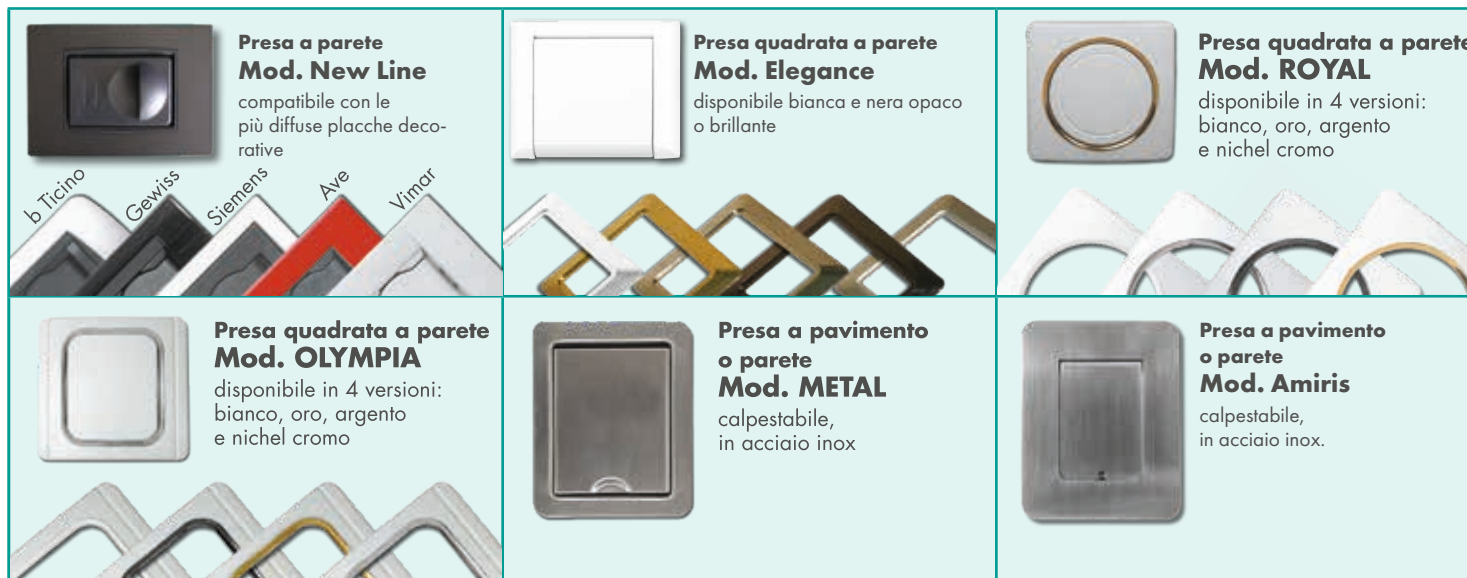 Presa a parete
Mod. New Line
compatibile con le
più diffuse placche deco-
rative
b Ticino
Gewiss
Siemens
Ave
Vimar
Presa quadrata a parete
Mod. Elegance
disponibile bianca e nera opaco
o brillante
Presa quadrata a parete
Mod. ROYAL
disponibile in 4 versioni:
bianco, oro, argento
e nichel cromo
Presa quadrata a parete
Mod. OLYMPIA
disponibile in 4 versioni:
bianco, oro, argento
e nichel cromo
Presa a pavimento
o parete
Mod. METAL
calpestabile,
in acciaio inox
Presa a pavimento
o parete
Mod. Amiris
calpestabile,
in acciaio inox.